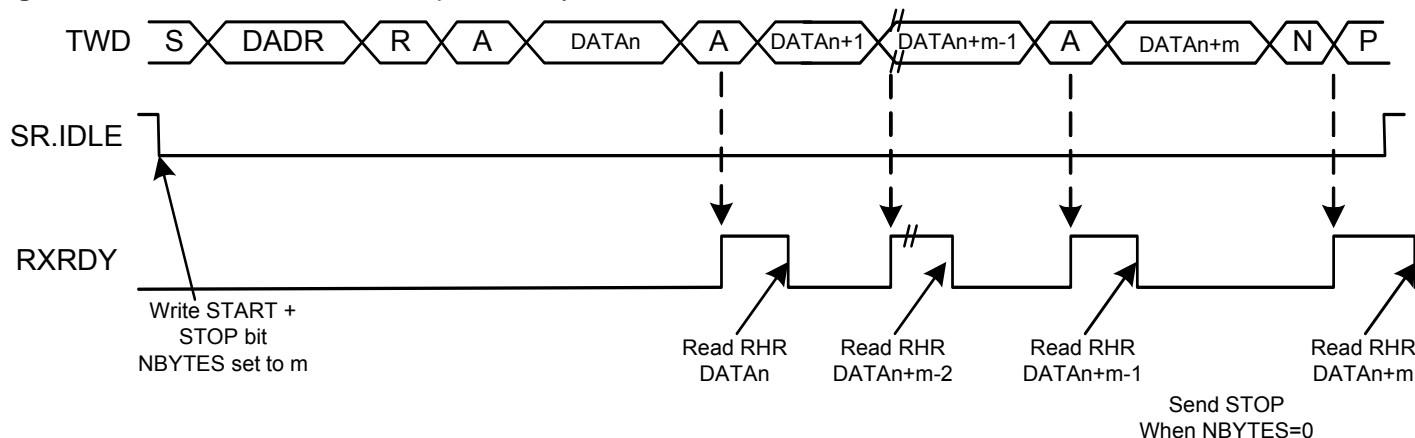 TWD S DADR R A DATAn A DATAn+1 DATAn+m-1 A DATAn+m N P
SR.IDLE
RXRDY
Write START +
STOP bit
NBYTES set to m
Read RHR
DATAn
Read RHR
DATAn+m-2
Read RHR
DATAn+m-1
Read RHR
DATAn+m
Send STOP
When NBYTES=0